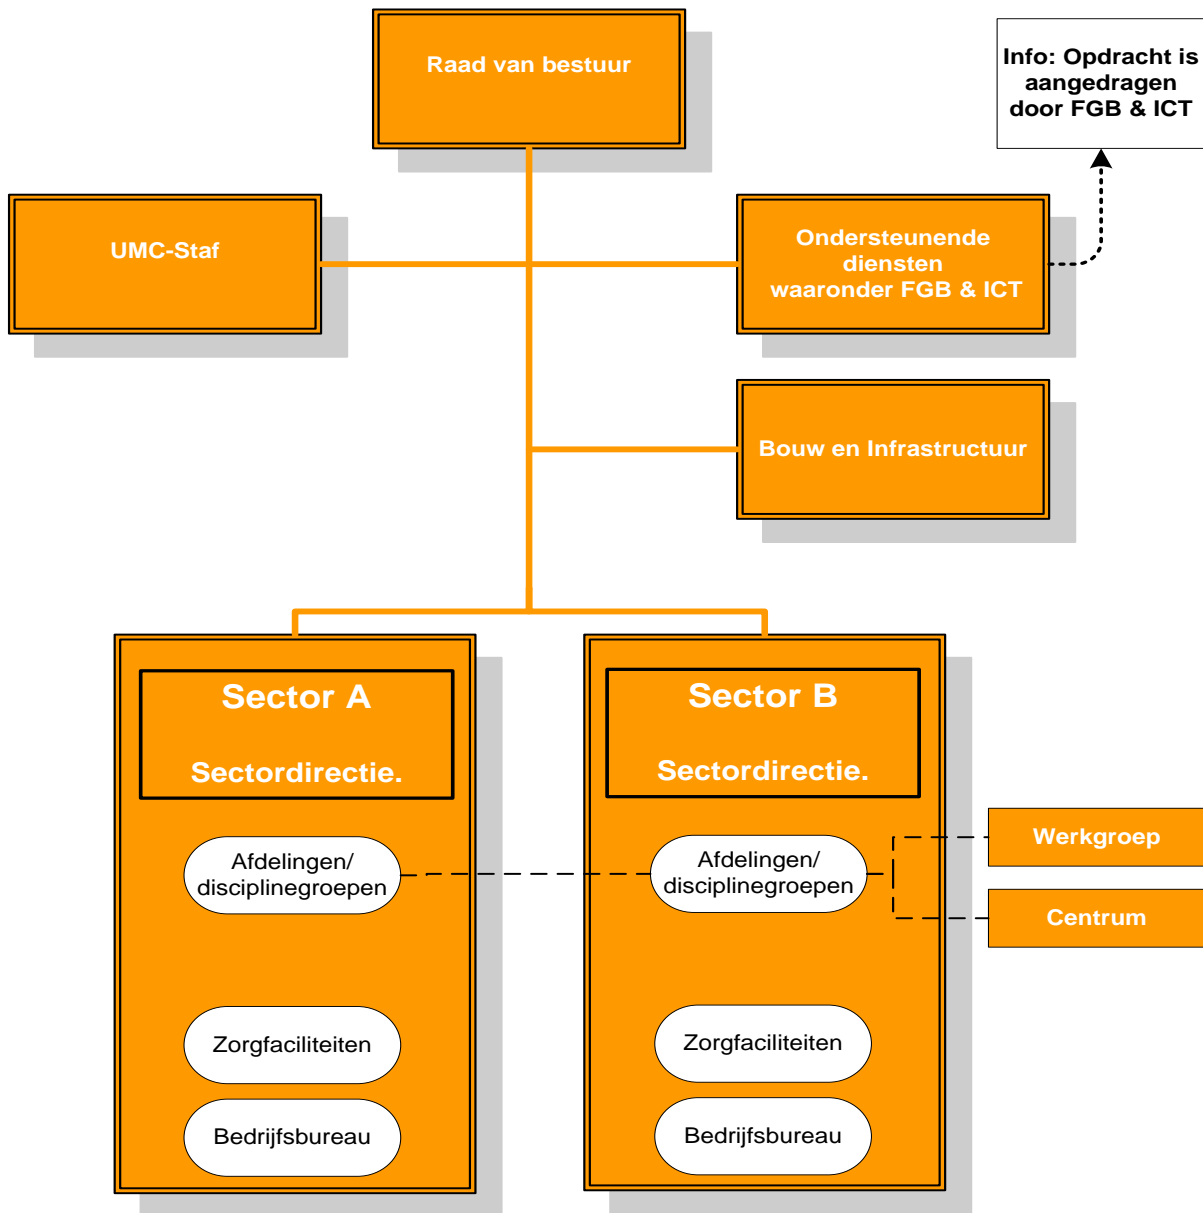 Raad van bestuur
Info: Opdracht is
aangedragen
door FGB & ICT
UMC-Staf
Ondersteunende
diensten
waaronder FGB & ICT
Bouw en Infrastructuur
Sector A
Sectordirectie.
Afdelingen/
disciplinegroepen
Zorgfaciliteiten
Bedrijfsbureau
Sector B
Sectordirectie.
Afdelingen/
disciplinegroepen
Zorgfaciliteiten
Bedrijfsbureau
Werkgroep
Centrum